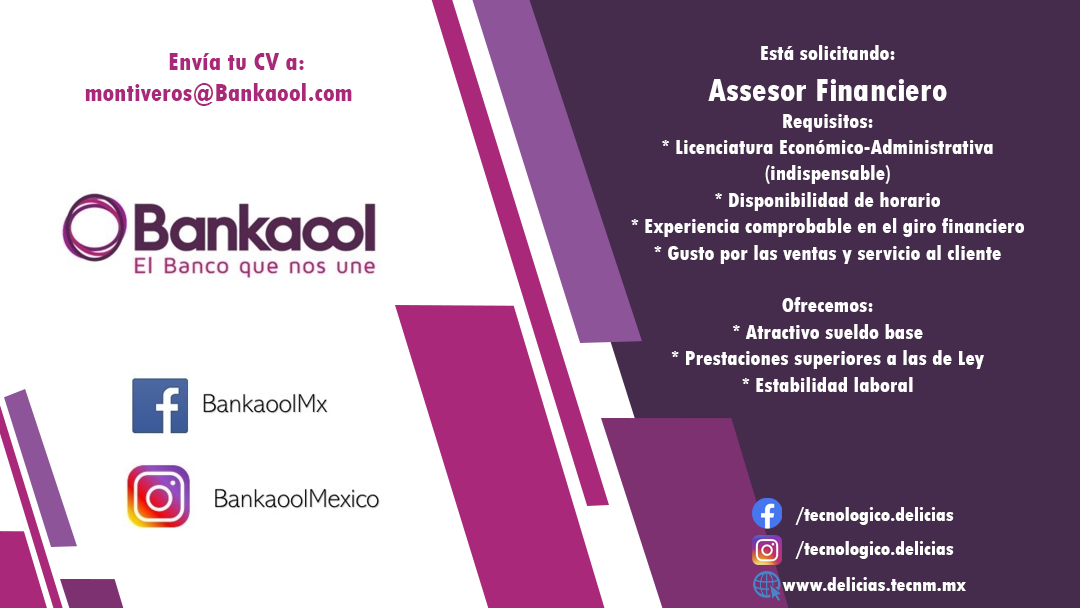 Envía tu CV a:
montiveros@Bankaool.com
Bankaool
El Banco que nos une
BankaoolMx
BankaoolMexico
Está solicitando:
Assesor Financiero
Requisitos:
* Licenciatura Económico-Administrativa
(indispensable)
* Disponibilidad de horario
* Experiencia comprobable en el giro financiero
* Gusto por las ventas y servicio al cliente
Ofrecemos:
* Atractivo sueldo base
* Prestaciones superiores a las de Ley
* Estabilidad laboral
/tecnologico.delicias
/tecnologico.delicias
www.delicias.tecnm.mx